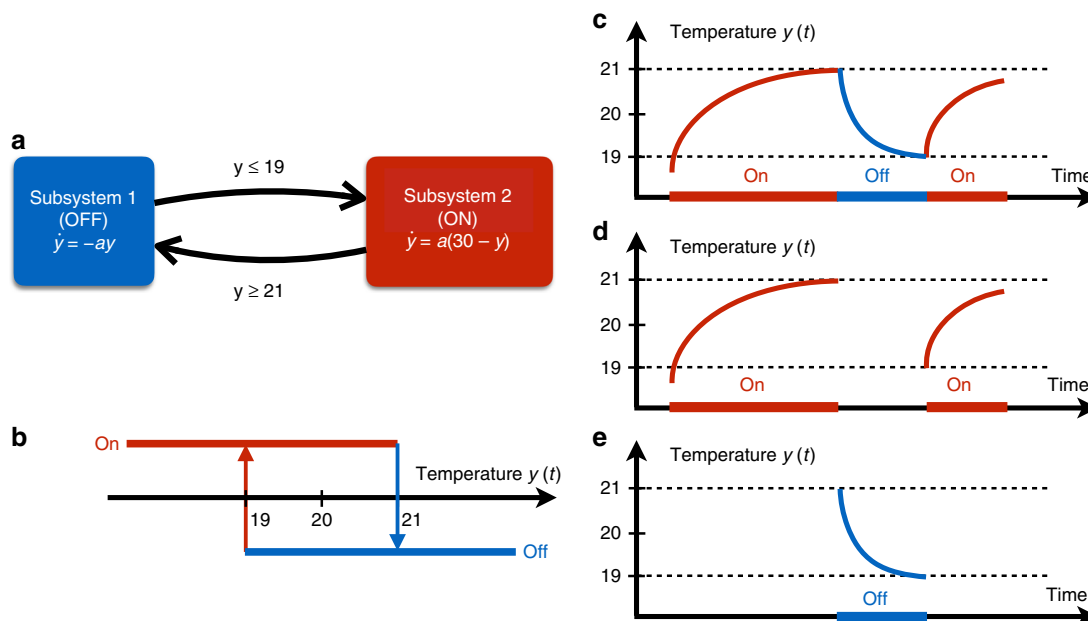 a
Subsystem 1
(OFF)
ẏ = −ay
y ≤ 19
y ≥ 21
Subsystem 2
(ON)
ẏ = a(30 − y)
b
On
Temperature y (t)
19
20
21
Off
c
Temperature y (t)
21
20
19
On
Off
On
Time
d
Temperature y (t)
21
20
19
On
On
Time
e
Temperature y (t)
21
20
19
Off
Time